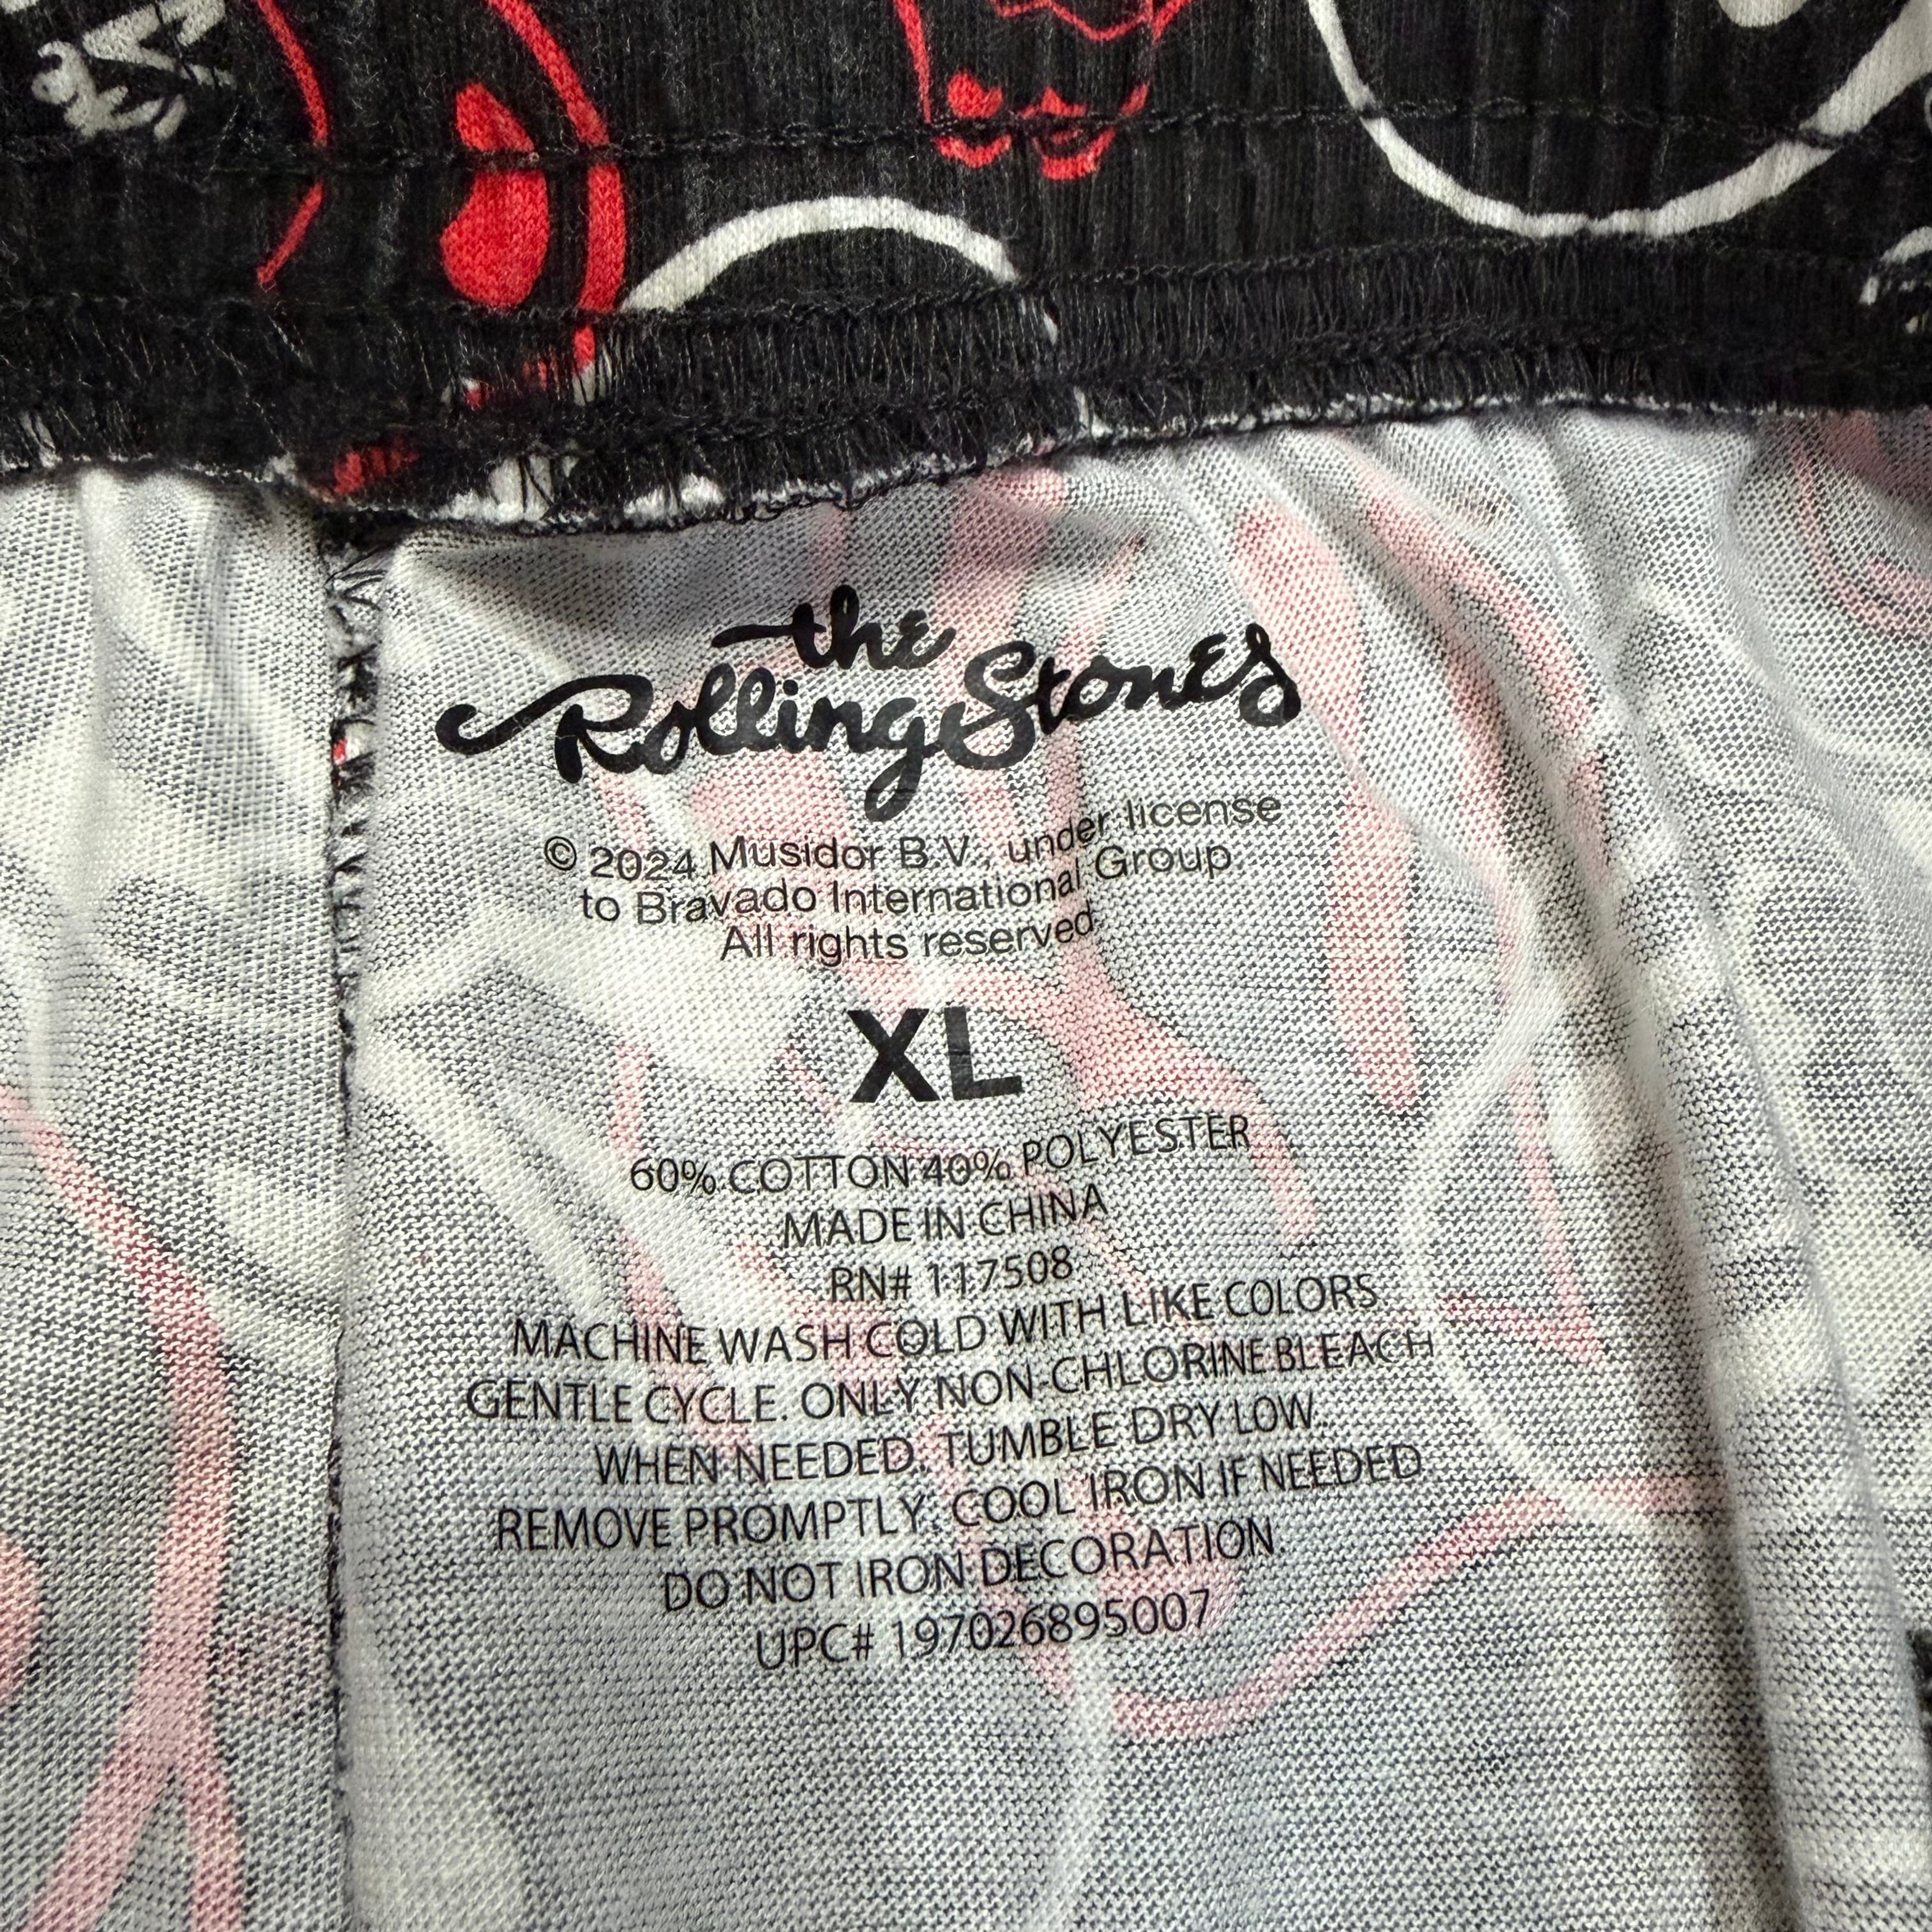 the
Rolling Stones
© 2024 Musidor B.V., under license
to Bravado International Group
All rights reserved
XL
60% COTTON 40% POLYESTER
MADE IN CHINA
RN# 117508
MACHINE WASH COLD WITH LIKE COLORS
GENTLE CYCLE. ONLY NON-CHLORINE BLEACH
WHEN NEEDED. TUMBLE DRY LOW.
REMOVE PROMPTLY. COOL IRON IF NEEDED
DO NOT IRON DECORATION
UPC# 197026895007